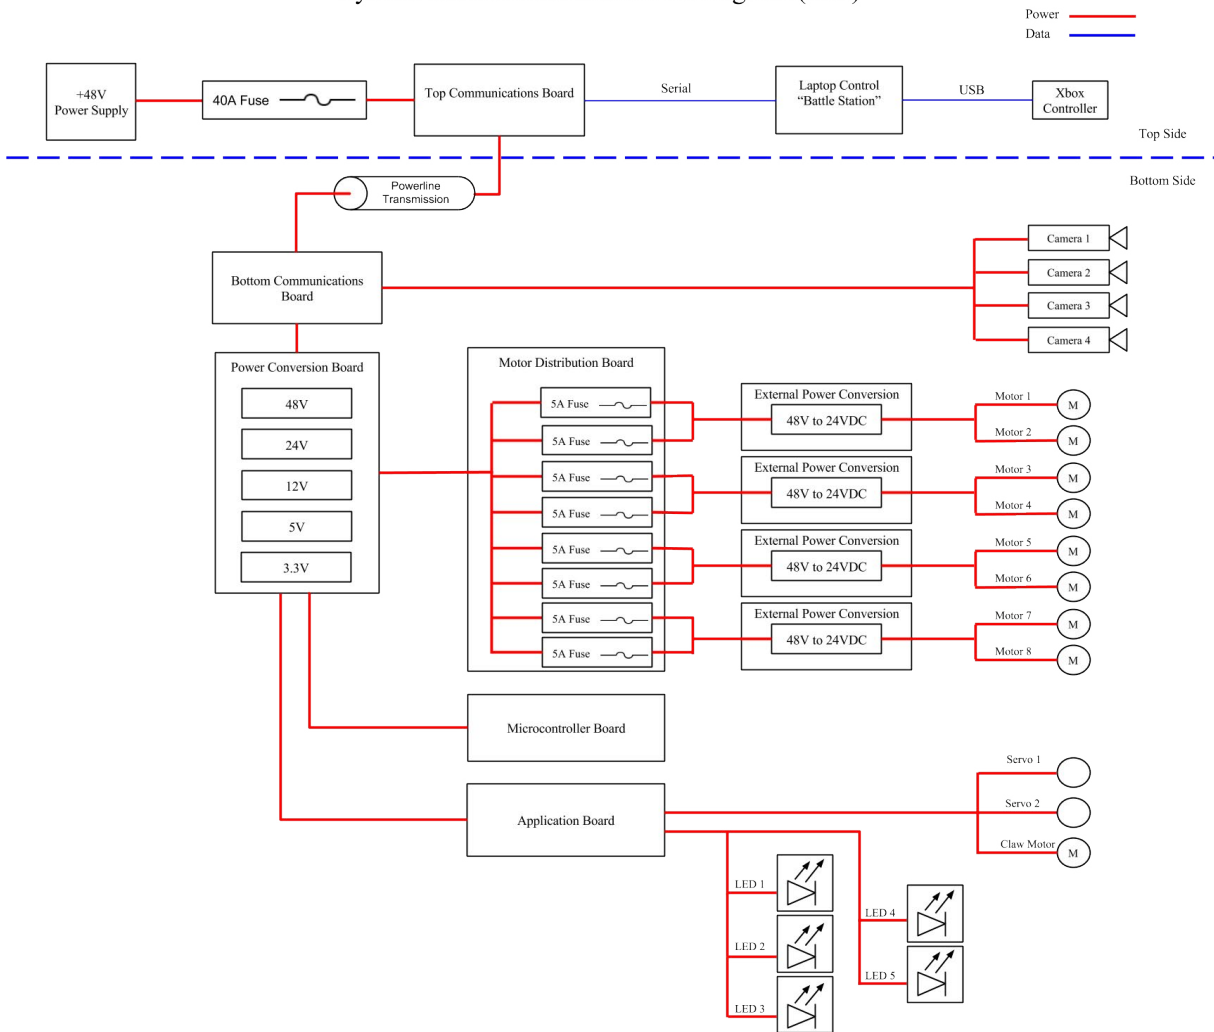 Power
Data
+48V
Power Supply
40A Fuse
Top Communications Board
Serial
Laptop Control
“Battle Station”
USB
Xbox
Controller
Top Side
Bottom Side
Powerline
Transmission
Bottom Communications
Board
Camera 1
Camera 2
Camera 3
Camera 4
Power Conversion Board
48V
24V
12V
5V
3.3V
Motor Distribution Board
5A Fuse
5A Fuse
5A Fuse
5A Fuse
5A Fuse
5A Fuse
5A Fuse
5A Fuse
External Power Conversion
48V to 24VDC
External Power Conversion
48V to 24VDC
External Power Conversion
48V to 24VDC
External Power Conversion
48V to 24VDC
Motor 1
M
Motor 2
M
Motor 3
M
Motor 4
M
Motor 5
M
Motor 6
M
Motor 7
M
Motor 8
M
Microcontroller Board
Application Board
Servo 1
Servo 2
Claw Motor
M
LED 1
LED 2
LED 3
LED 4
LED 5